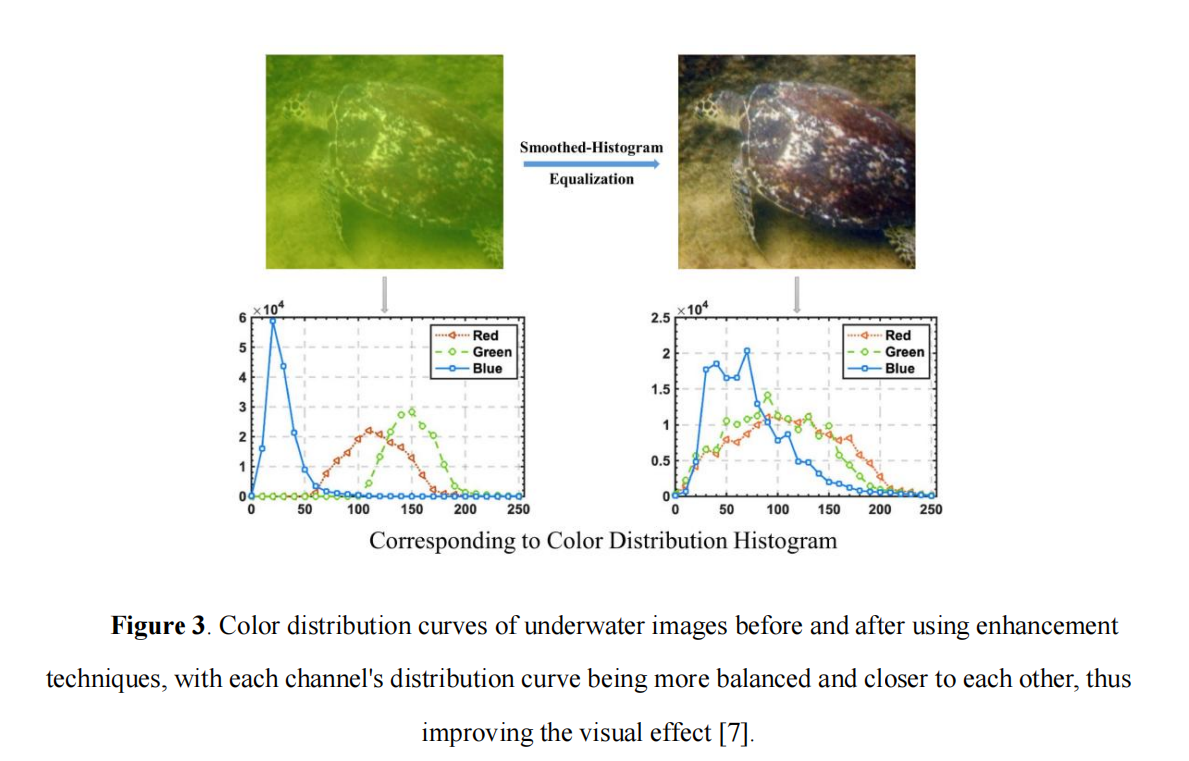 Smoothed-Histogram
Equalization
×10⁴
6
5
4
3
2
1
0
0 50 100 150 200 250
Red
Green
Blue
×10⁴
2.5
2
1.5
1
0.5
0
0 50 100 150 200 250
Red
Green
Blue
Corresponding to Color Distribution Histogram
Figure 3. Color distribution curves of underwater images before and after using enhancement
techniques, with each channel's distribution curve being more balanced and closer to each other, thus
improving the visual effect [7].